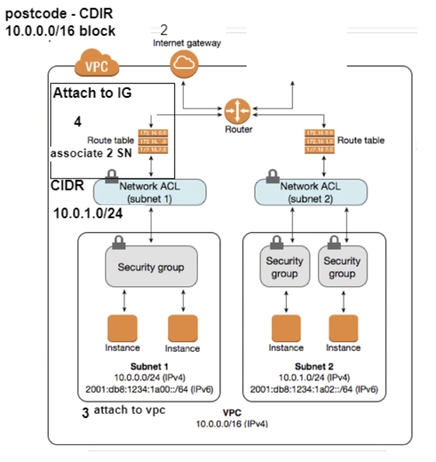 postcode - CDIR
10.0.0.0/16 block
2
Internet gateway
VPC
Attach to IG
4
Router
Route table
Route table
associate 2 SN
CIDR
10.0.1.0/24
Network ACL
(subnet 1)
Network ACL
(subnet 2)
Security group
Security
group
Security
group
Instance
Instance
Instance
Instance
Subnet 1
10.0.0.0/24 (IPv4)
2001:db8:1234:1a00::/64 (IPv6)
Subnet 2
10.0.1.0/24 (IPv4)
2001:db8:1234:1a02::/64 (IPv6)
3 attach to vpc
VPC
10.0.0.0/16 (IPv4)